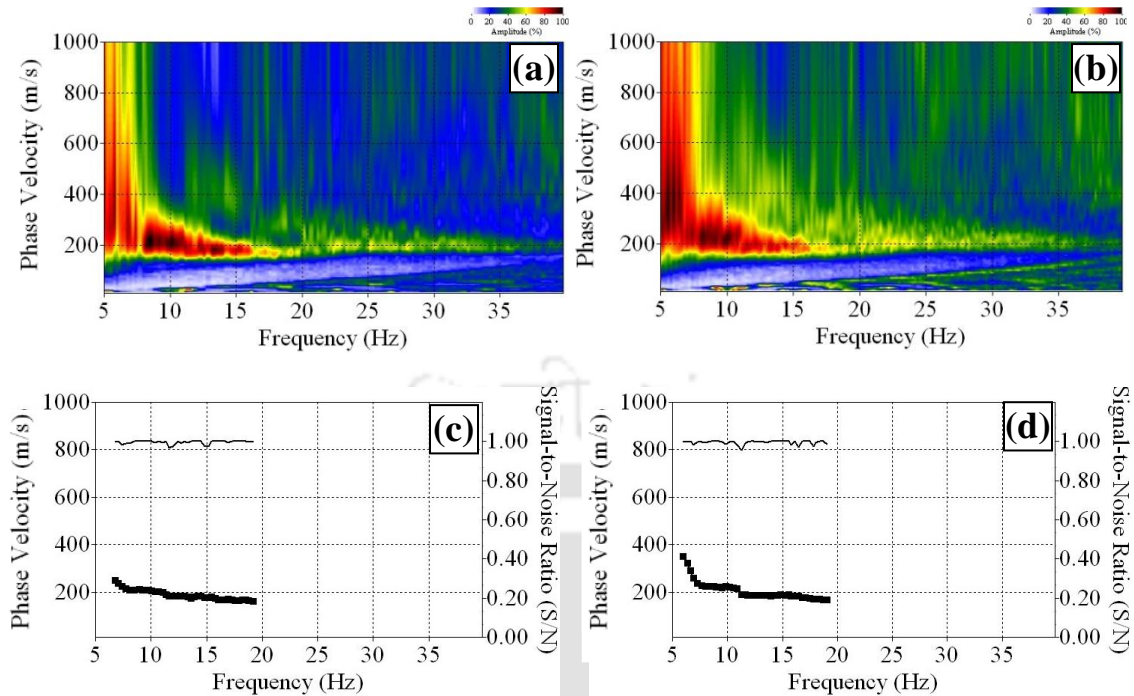 0 20 40 60 80 100
Amplitude (%)
(a)
1000
800
600
400
200
Phase Velocity (m/s)
5 10 15 20 25 30 35
Frequency (Hz)
0 20 40 60 80 100
Amplitude (%)
(b)
1000
800
600
400
200
Phase Velocity (m/s)
5 10 15 20 25 30 35
Frequency (Hz)
(c)
1000
800
600
400
200
Phase Velocity (m/s)
1.00
0.80
0.60
0.40
0.20
0.00
Signal-to-Noise Ratio (S/N)
5 10 15 20 25 30 35
Frequency (Hz)
(d)
1000
800
600
400
200
Phase Velocity (m/s)
1.00
0.80
0.60
0.40
0.20
0.00
Signal-to-Noise Ratio (S/N)
5 10 15 20 25 30 35
Frequency (Hz)